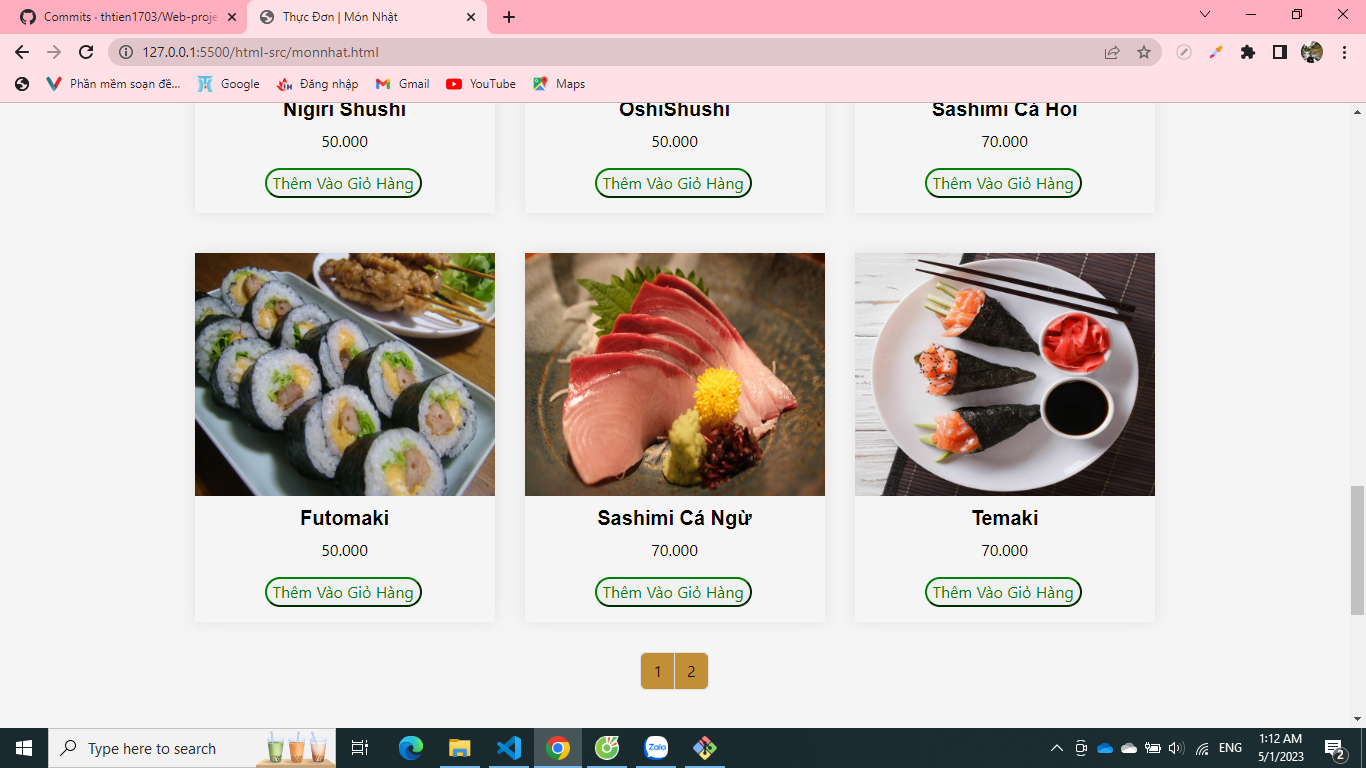 Commits · thtien1703/Web-proje
Thực Đơn | Món Nhật
127.0.0.1:5500/html-src/monnhat.html
Phần mềm soạn đề...
Google
Đăng nhập
Gmail
YouTube
Maps
Nigiri Shushi
OshiShushi
Sashimi Cá Hồi
50.000
50.000
70.000
Thêm Vào Giỏ Hàng
Thêm Vào Giỏ Hàng
Thêm Vào Giỏ Hàng
Futomaki
Sashimi Cá Ngừ
Temaki
50.000
70.000
70.000
Thêm Vào Giỏ Hàng
Thêm Vào Giỏ Hàng
Thêm Vào Giỏ Hàng
1 2
Type here to search
Zalo
ENG
1:12 AM
5/1/2023
2